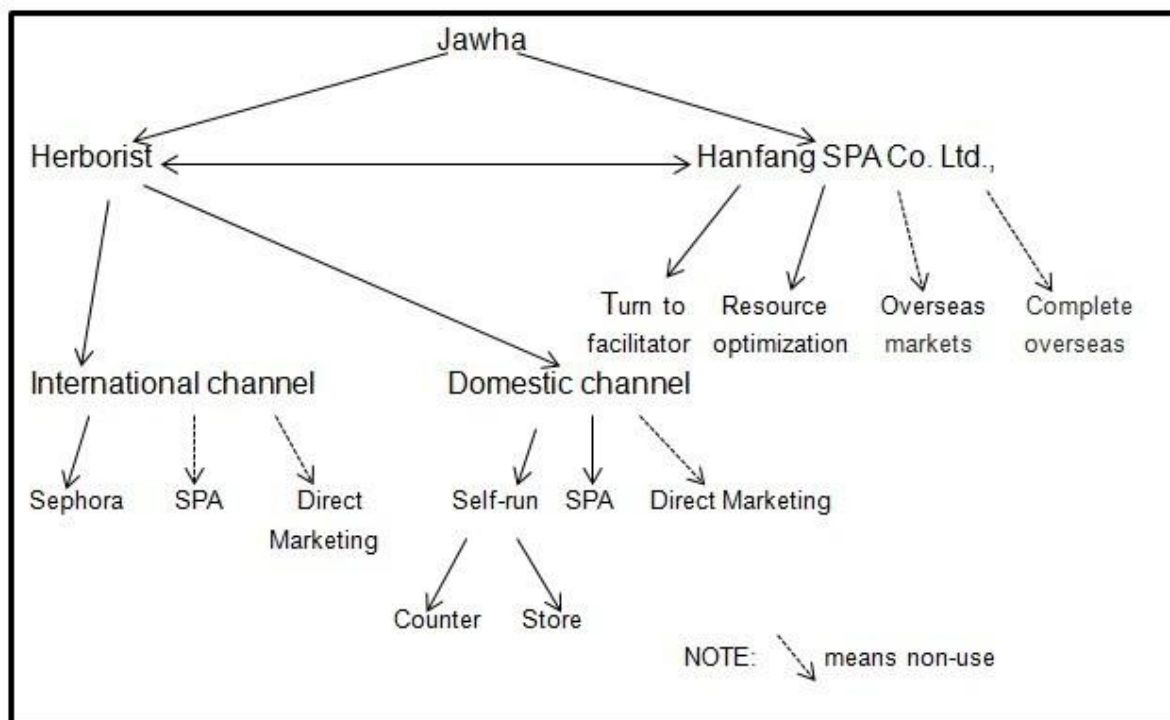 Jawha
Herborist
Hanfang SPA Co. Ltd.,
Turn to
facilitator
Resource
optimization
Overseas
markets
Complete
overseas
International channel
Domestic channel
Sephora
SPA
Direct
Marketing
Self-run
SPA
Direct Marketing
Counter
Store
NOTE:
means non-use